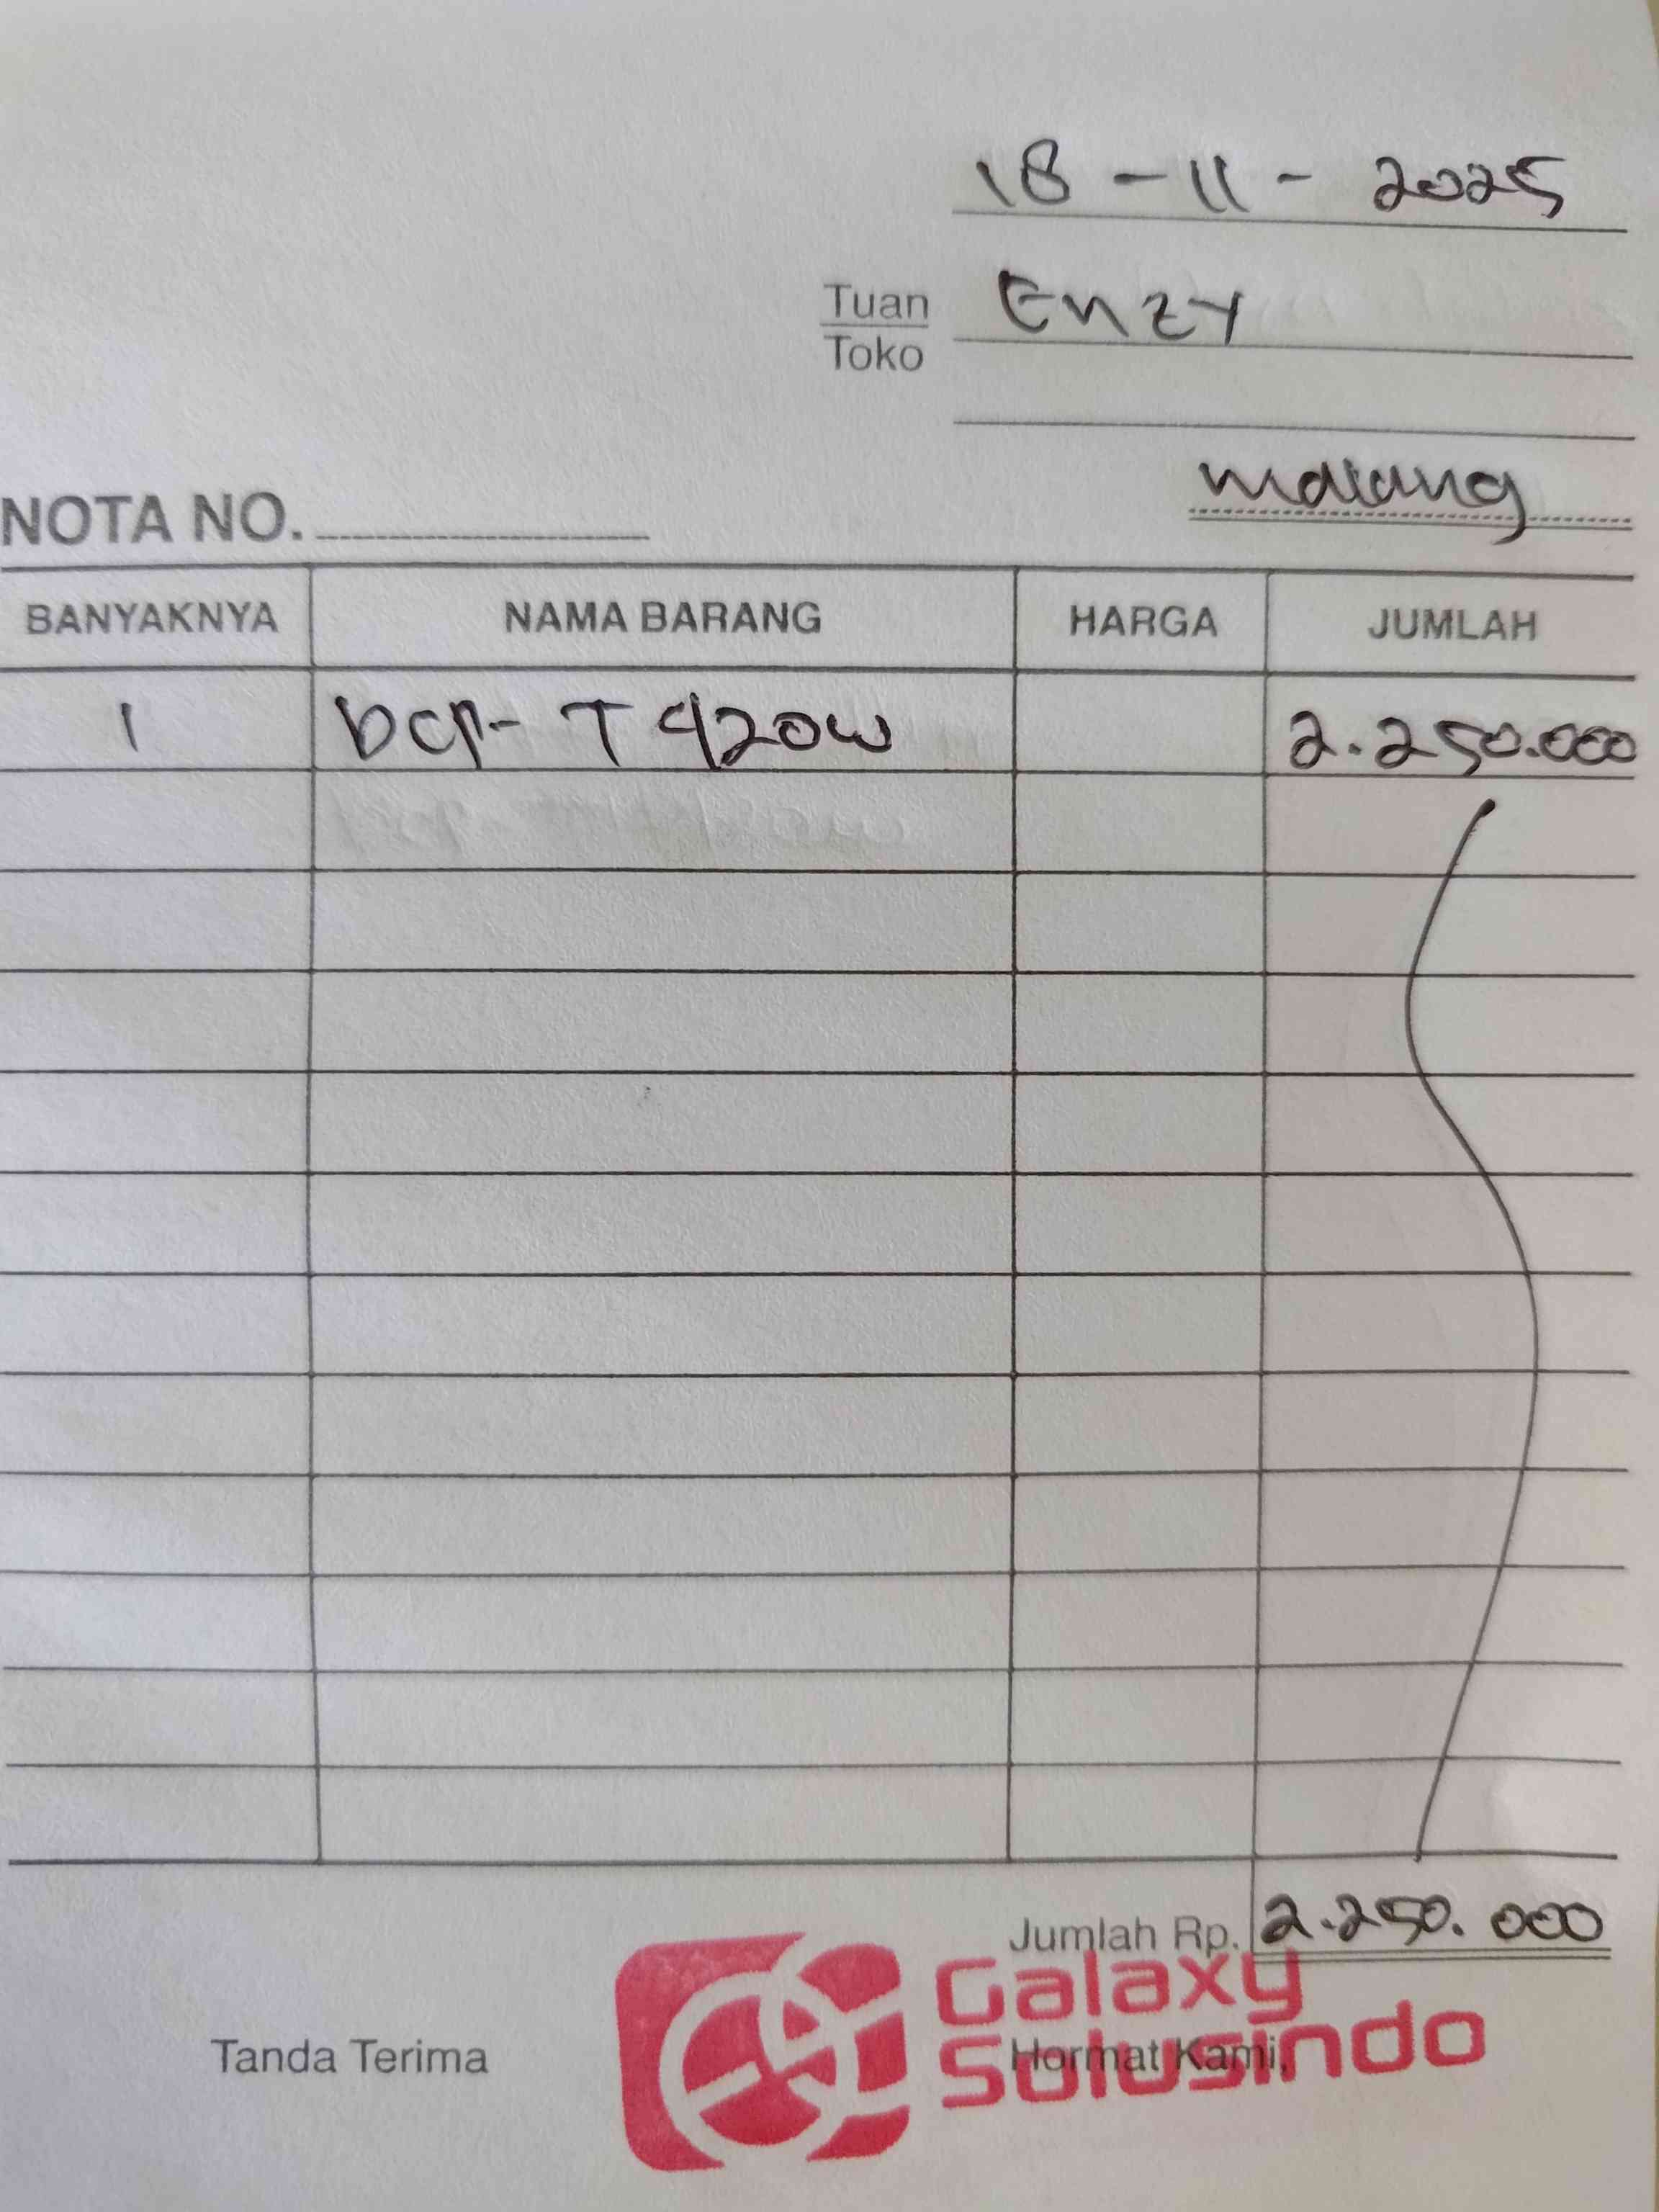 18 - 11 - 2025
Tuan Enzy
Toko
Malang
NOTA NO.
BANYAKNYA NAMA BARANG HARGA JUMLAH
1 DCP- T420W 2.250.000
Jumlah Rp. 2.250.000
Galaxy
Solusindo
Tanda Terima Hormat Kami,